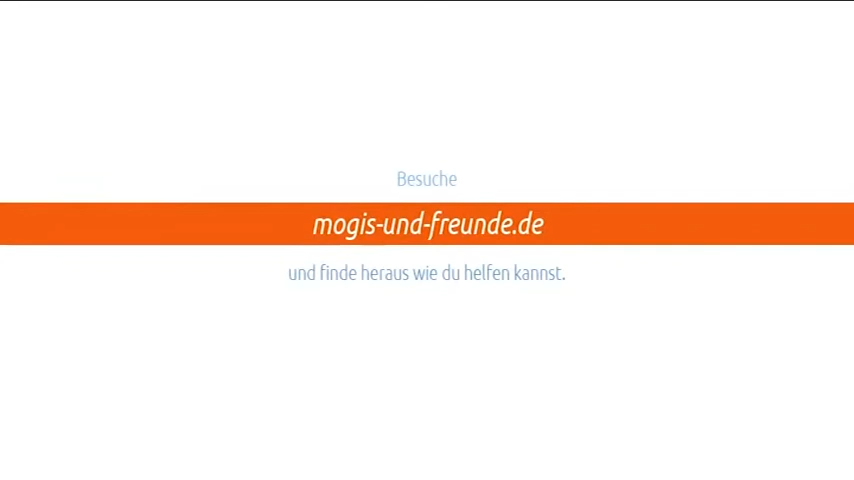 Besuche
mogis-und-freunde.de
und finde heraus wie du helfen kannst.